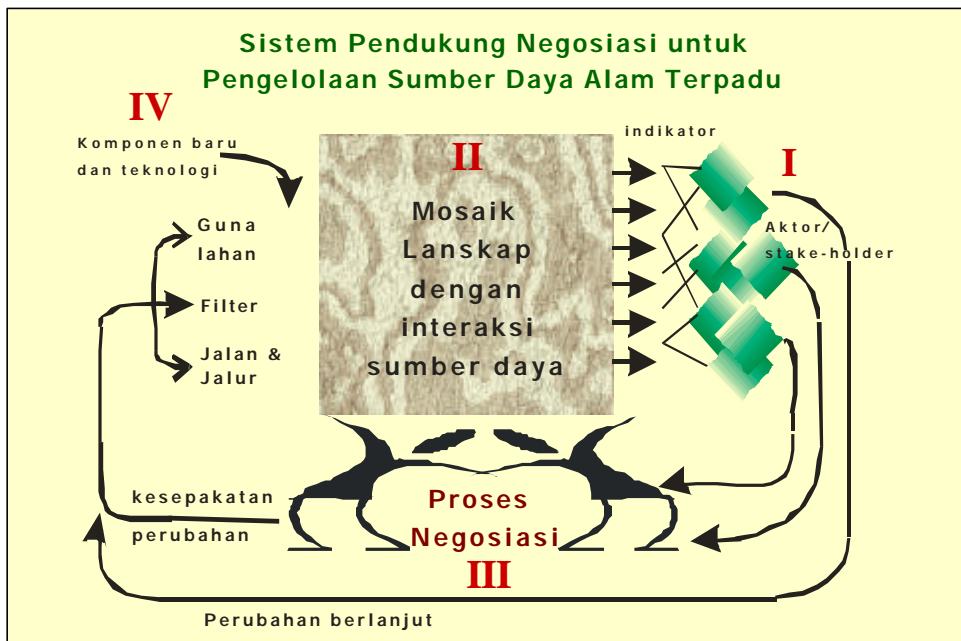 Sistem Pendukung Negosiasi untuk
Pengelolaan Sumber Daya Alam Terpadu
IV
Komponen baru
dan teknologi
Guna
lahan
Filter
Jalan &
Jalur
II
Mosaik
Lanskap
dengan
interaksi
sumber daya
indikator
I
Aktor/
stake-holder
kesepakatan
perubahan
Proses
Negosiasi
III
Perubahan berlanjut